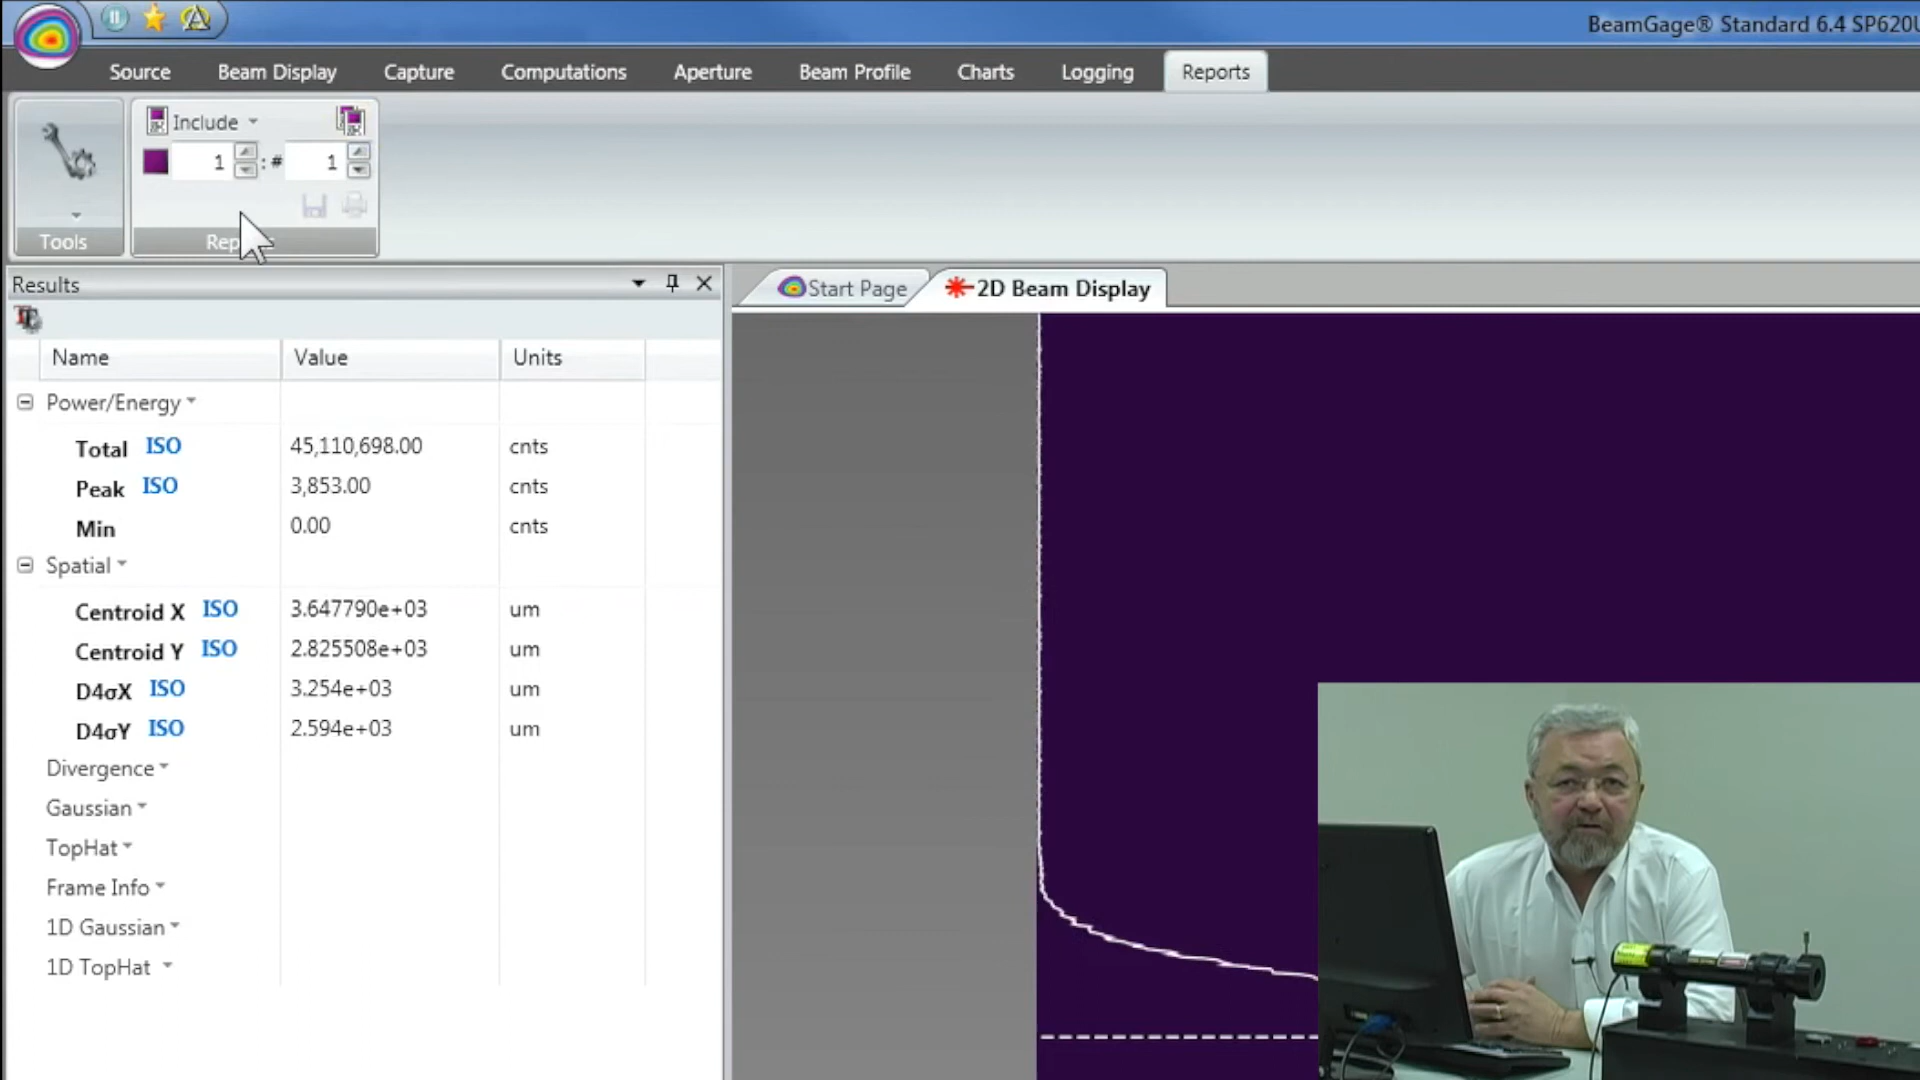 BeamGage® Standard 6.4 SP620U
Source Beam Display Capture Computations Aperture Beam Profile Charts Logging Reports
Include
1 : # 1
Tools
Results
Start Page 2D Beam Display
Name Value Units
Power/Energy
Total ISO 45,110,698.00 cnts
Peak ISO 3,853.00 cnts
Min 0.00 cnts
Spatial
Centroid X ISO 3.647790e+03 um
Centroid Y ISO 2.825508e+03 um
D4σX ISO 3.254e+03 um
D4σY ISO 2.594e+03 um
Divergence
Gaussian
TopHat
Frame Info
1D Gaussian
1D TopHat